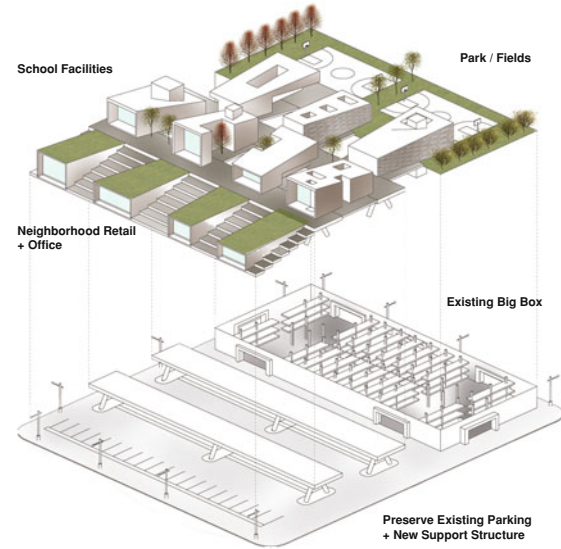 School Facilities
Park / Fields
Neighborhood Retail
+ Office
Existing Big Box
Preserve Existing Parking
+ New Support Structure